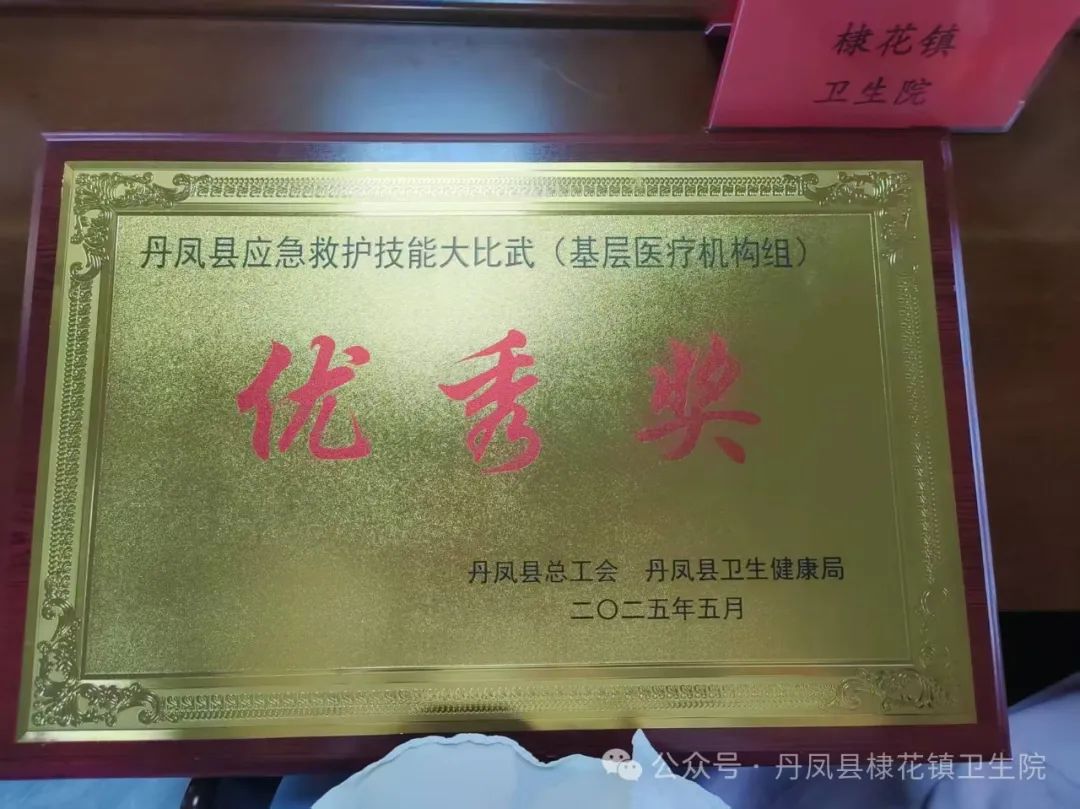 棣花镇
卫生院
丹凤县应急救护技能大比武（基层医疗机构组）
优秀奖
丹凤县总工会 丹凤县卫生健康局
二〇二五年五月
公众号·丹凤县棣花镇卫生院